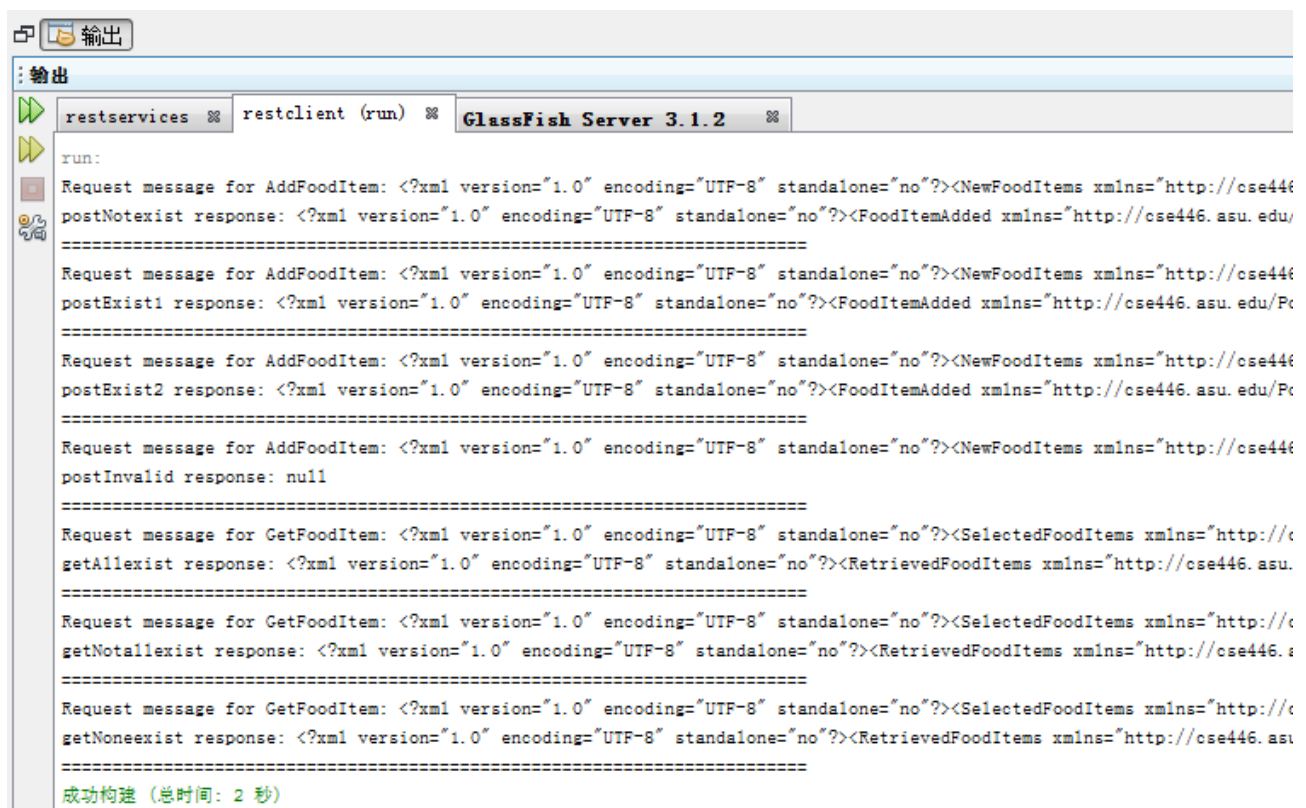 输出
输出
restservices restclient (run) GlassFish Server 3.1.2
run:
Request message for AddFoodItem: <?xml version="1.0" encoding="UTF-8" standalone="no"?><NewFoodItems xmlns="http://cse446
postNotexist response: <?xml version="1.0" encoding="UTF-8" standalone="no"?><FoodItemAdded xmlns="http://cse446.asu.edu/
=========================================================================
Request message for AddFoodItem: <?xml version="1.0" encoding="UTF-8" standalone="no"?><NewFoodItems xmlns="http://cse446
postExist1 response: <?xml version="1.0" encoding="UTF-8" standalone="no"?><FoodItemAdded xmlns="http://cse446.asu.edu/Po
=========================================================================
Request message for AddFoodItem: <?xml version="1.0" encoding="UTF-8" standalone="no"?><NewFoodItems xmlns="http://cse446
postExist2 response: <?xml version="1.0" encoding="UTF-8" standalone="no"?><FoodItemAdded xmlns="http://cse446.asu.edu/Po
=========================================================================
Request message for AddFoodItem: <?xml version="1.0" encoding="UTF-8" standalone="no"?><NewFoodItems xmlns="http://cse446
postInvalid response: null
=========================================================================
Request message for GetFoodItem: <?xml version="1.0" encoding="UTF-8" standalone="no"?><SelectedFoodItems xmlns="http://c
getAllexist response: <?xml version="1.0" encoding="UTF-8" standalone="no"?><RetrievedFoodItems xmlns="http://cse446.asu.
=========================================================================
Request message for GetFoodItem: <?xml version="1.0" encoding="UTF-8" standalone="no"?><SelectedFoodItems xmlns="http://c
getNotallexist response: <?xml version="1.0" encoding="UTF-8" standalone="no"?><RetrievedFoodItems xmlns="http://cse446.a
=========================================================================
Request message for GetFoodItem: <?xml version="1.0" encoding="UTF-8" standalone="no"?><SelectedFoodItems xmlns="http://c
getNoneexist response: <?xml version="1.0" encoding="UTF-8" standalone="no"?><RetrievedFoodItems xmlns="http://cse446.asu
=========================================================================
成功构建 (总时间: 2 秒)